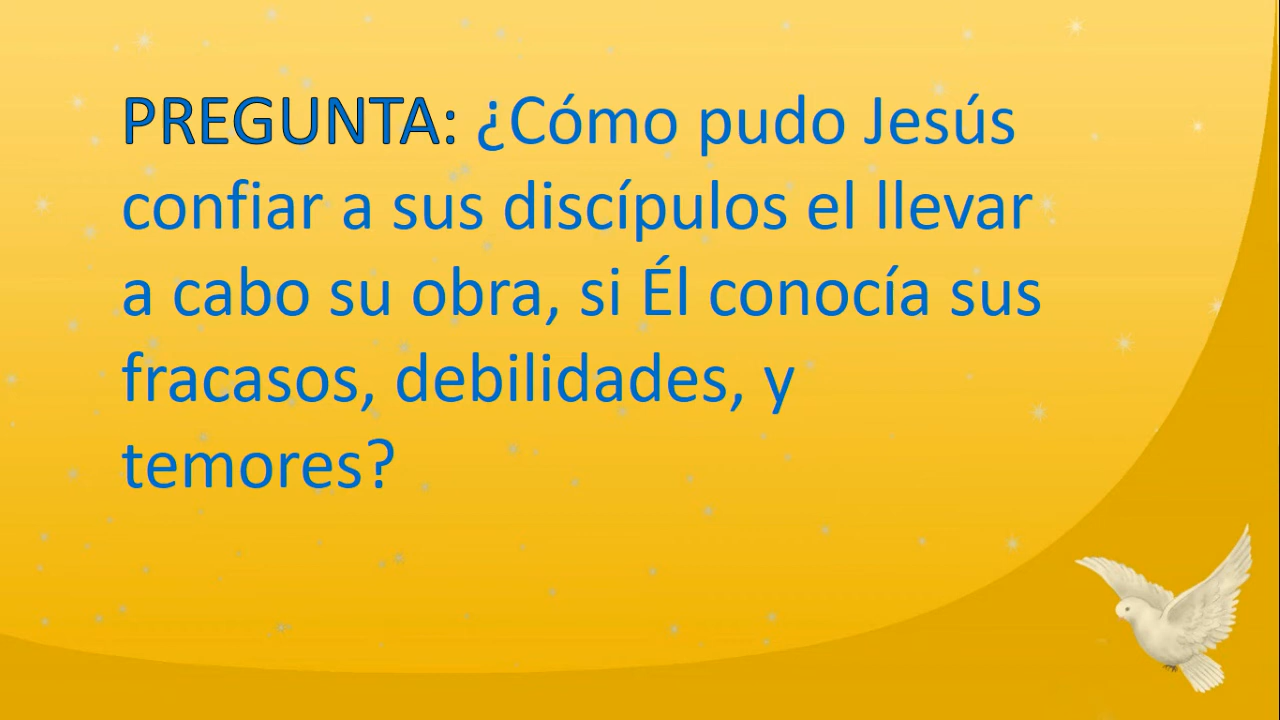 PREGUNTA: ¿Cómo pudo Jesús
confiar a sus discípulos el llevar
a cabo su obra, si Él conocía sus
fracasos, debilidades, y
temores?